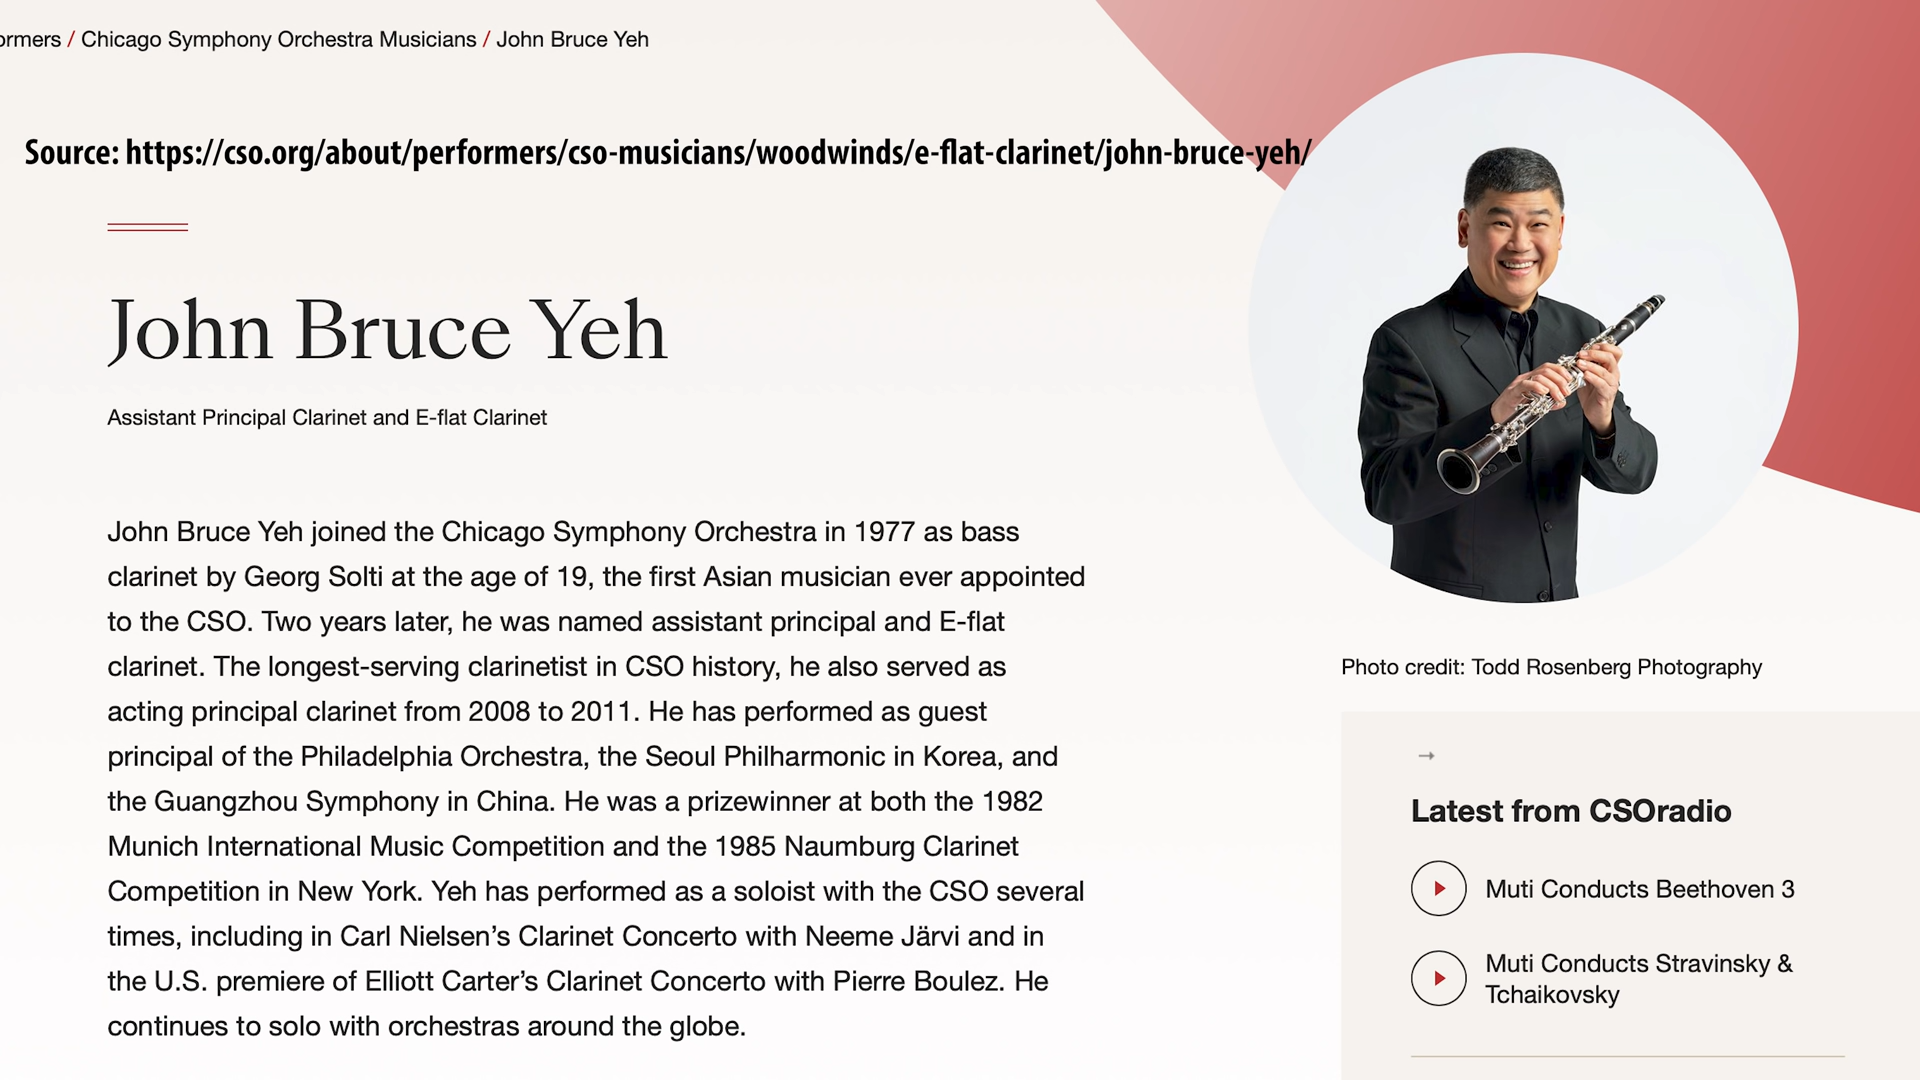 ormers / Chicago Symphony Orchestra Musicians / John Bruce Yeh
Source: https://cso.org/about/performers/cso-musicians/woodwinds/e-flat-clarinet/john-bruce-yeh/
John Bruce Yeh
Assistant Principal Clarinet and E-flat Clarinet
John Bruce Yeh joined the Chicago Symphony Orchestra in 1977 as bass
clarinet by Georg Solti at the age of 19, the first Asian musician ever appointed
to the CSO. Two years later, he was named assistant principal and E-flat
clarinet. The longest-serving clarinetist in CSO history, he also served as
acting principal clarinet from 2008 to 2011. He has performed as guest
principal of the Philadelphia Orchestra, the Seoul Philharmonic in Korea, and
the Guangzhou Symphony in China. He was a prizewinner at both the 1982
Munich International Music Competition and the 1985 Naumburg Clarinet
Competition in New York. Yeh has performed as a soloist with the CSO several
times, including in Carl Nielsen’s Clarinet Concerto with Neeme Järvi and in
the U.S. premiere of Elliott Carter’s Clarinet Concerto with Pierre Boulez. He
continues to solo with orchestras around the globe.
Photo credit: Todd Rosenberg Photography
→
Latest from CSOradio
Muti Conducts Beethoven 3
Muti Conducts Stravinsky &
Tchaikovsky